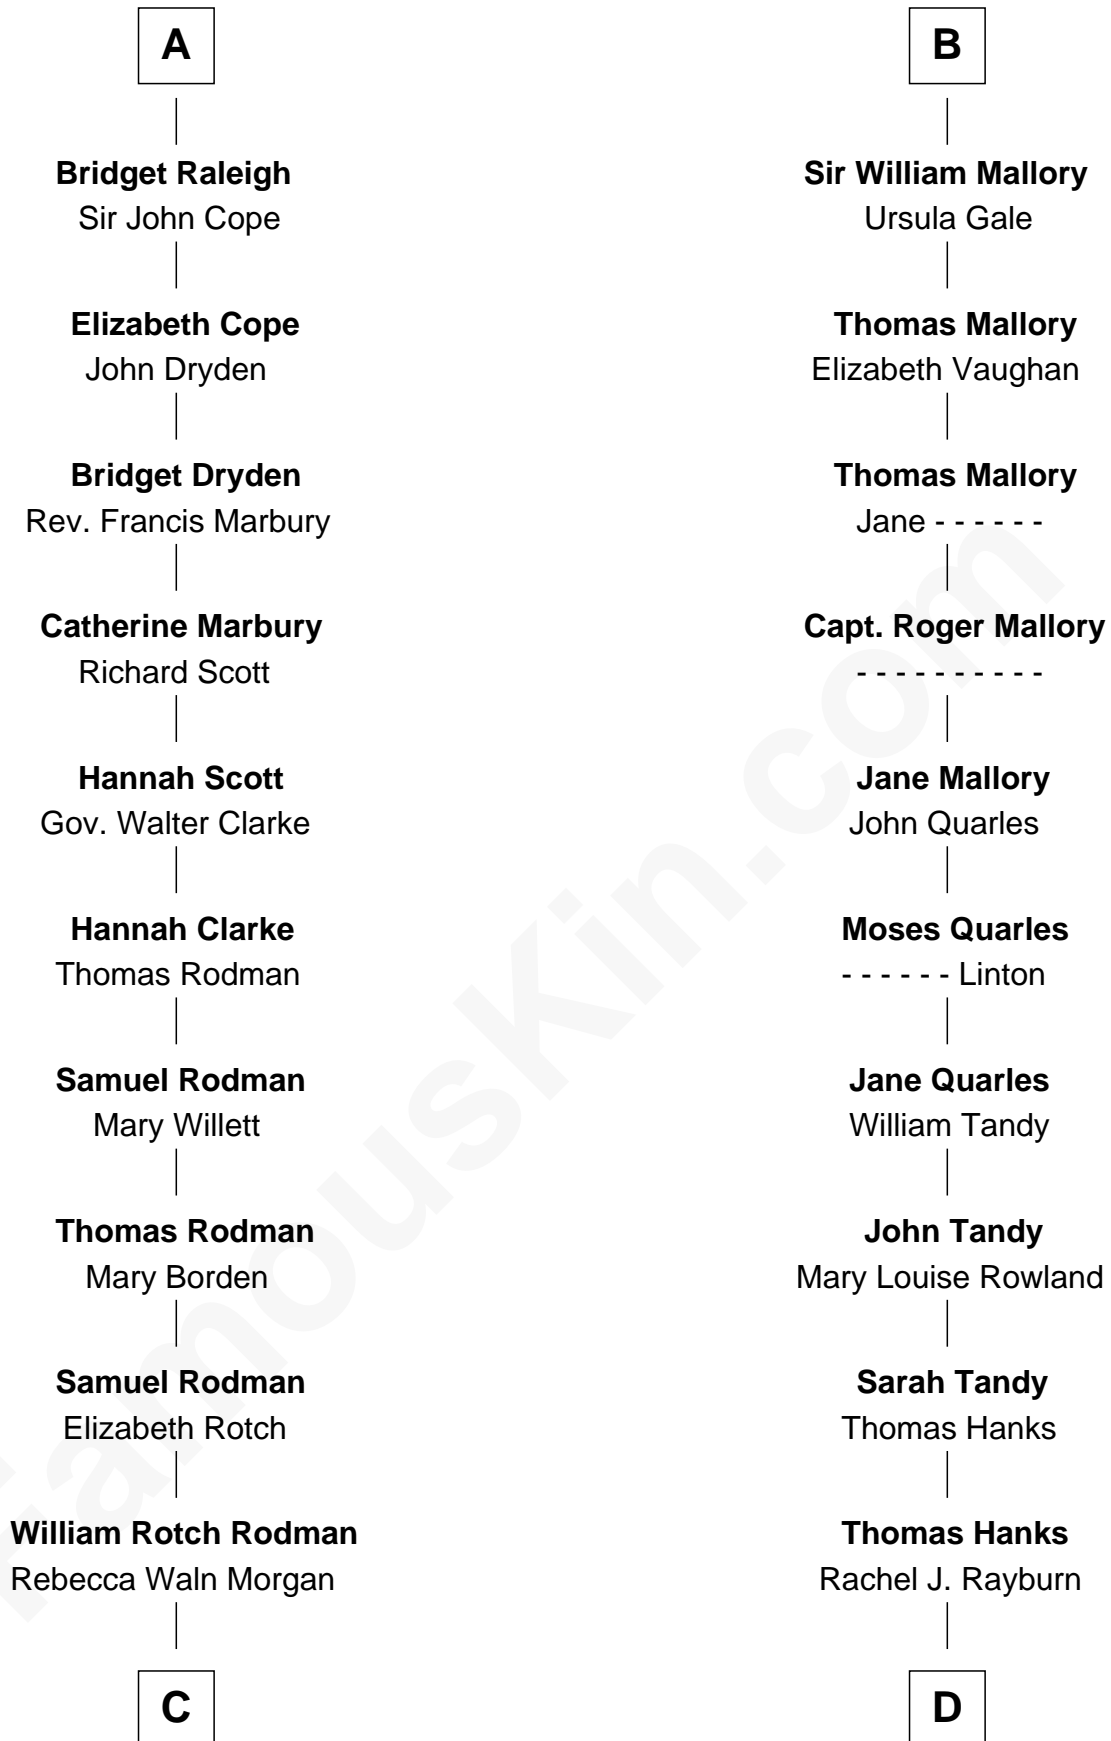 A
Bridget Raleigh
Sir John Cope
Elizabeth Cope
John Dryden
Bridget Dryden
Rev. Francis Marbury
Catherine Marbury
Richard Scott
Hannah Scott
Gov. Walter Clarke
Hannah Clarke
Thomas Rodman
Samuel Rodman
Mary Willett
Thomas Rodman
Mary Borden
Samuel Rodman
Elizabeth Rotch
William Rotch Rodman
Rebecca Waln Morgan
C
B
Sir William Mallory
Ursula Gale
Thomas Mallory
Elizabeth Vaughan
Thomas Mallory
Jane - - - - - -
Capt. Roger Mallory
- - - - - - - - - -
Jane Mallory
John Quarles
Moses Quarles
- - - - - - Linton
Jane Quarles
William Tandy
John Tandy
Mary Louise Rowland
Sarah Tandy
Thomas Hanks
Thomas Hanks
Rachel J. Rayburn
D
FamousKin.com